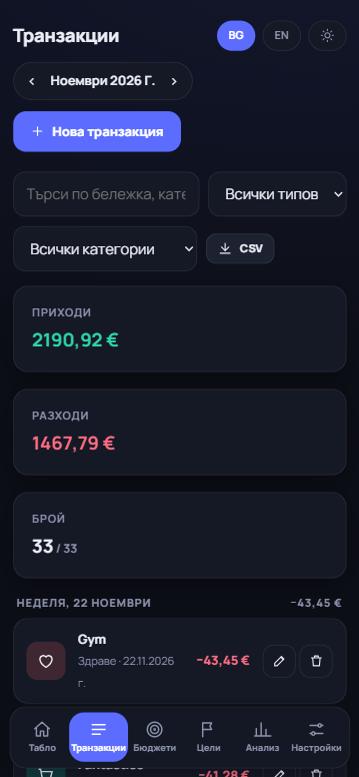 Транзакции
BG
EN
Ноември 2026 г.
Нова транзакция
Търси по бележка, кате
Всички типов
Всички категории
CSV
ПРИХОДИ
2190,92 €
РАЗХОДИ
1467,79 €
БРОЙ
33 / 33
НЕДЕЛЯ, 22 НОЕМВРИ
−43,45 €
Gym
Здраве · 22.11.2026
г.
−43,45 €
Табло
Транзакции
Бюджети
Цели
Анализ
Настройки
−41,28 €